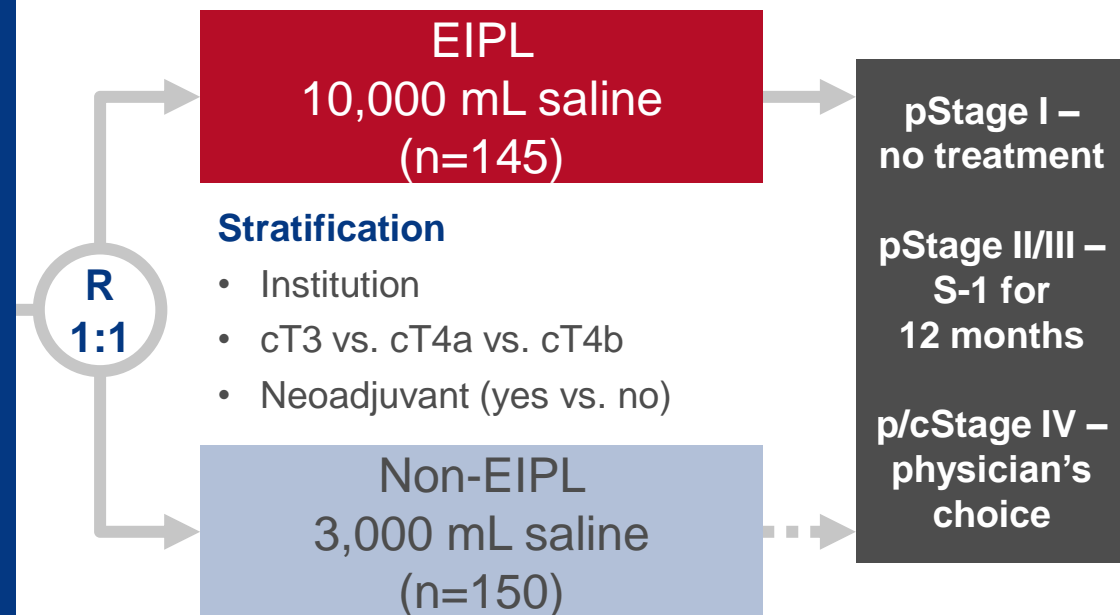 EIPL
10,000 mL saline
(n=145)
R
1:1
Stratification
• Institution
• cT3 vs. cT4a vs. cT4b
• Neoadjuvant (yes vs. no)
Non-EIPL
3,000 mL saline
(n=150)
pStage I –
no treatment
pStage II/III –
S-1 for
12 months
p/cStage IV –
physician’s
choice